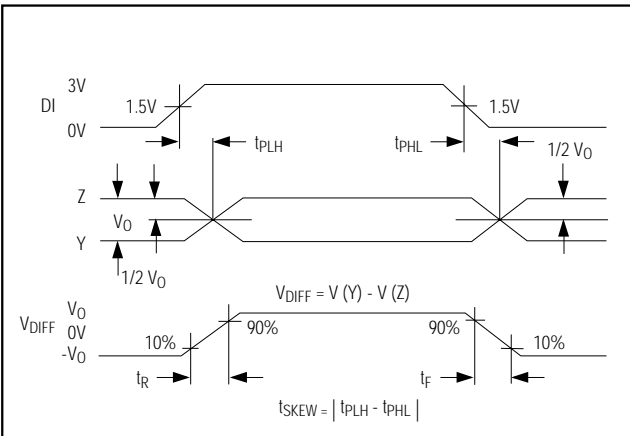 3V
DI
1.5V
1.5V
0V
tPLH
tPHL
1/2 VO
Z
VO
Y
1/2 VO
VDIFF = V (Y) - V (Z)
VO
VDIFF 0V
-VO
10%
90%
90%
10%
tR
tF
tSKEW = | tPLH - tPHL |